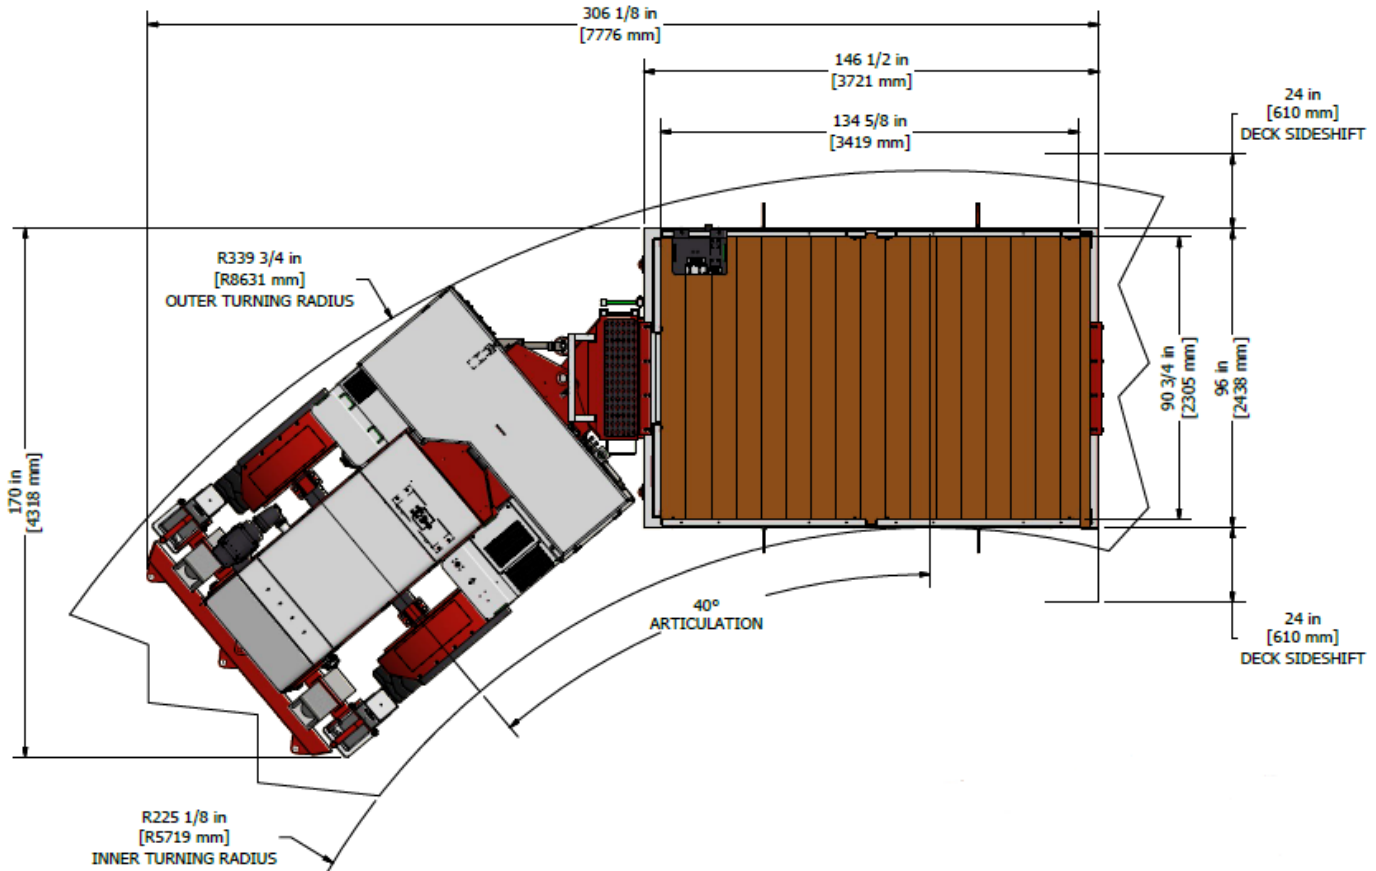 306 1/8 in
[7776 mm]
146 1/2 in
[3721 mm]
24 in
[610 mm]
DECK SIDESHIFT
134 5/8 in
[3419 mm]
R339 3/4 in
[R8631 mm]
OUTER TURNING RADIUS
90 3/4 in
[2305 mm]
96 in
[2438 mm]
170 in
[4318 mm]
40°
ARTICULATION
24 in
[610 mm]
DECK SIDESHIFT
R225 1/8 in
[R5719 mm]
INNER TURNING RADIUS